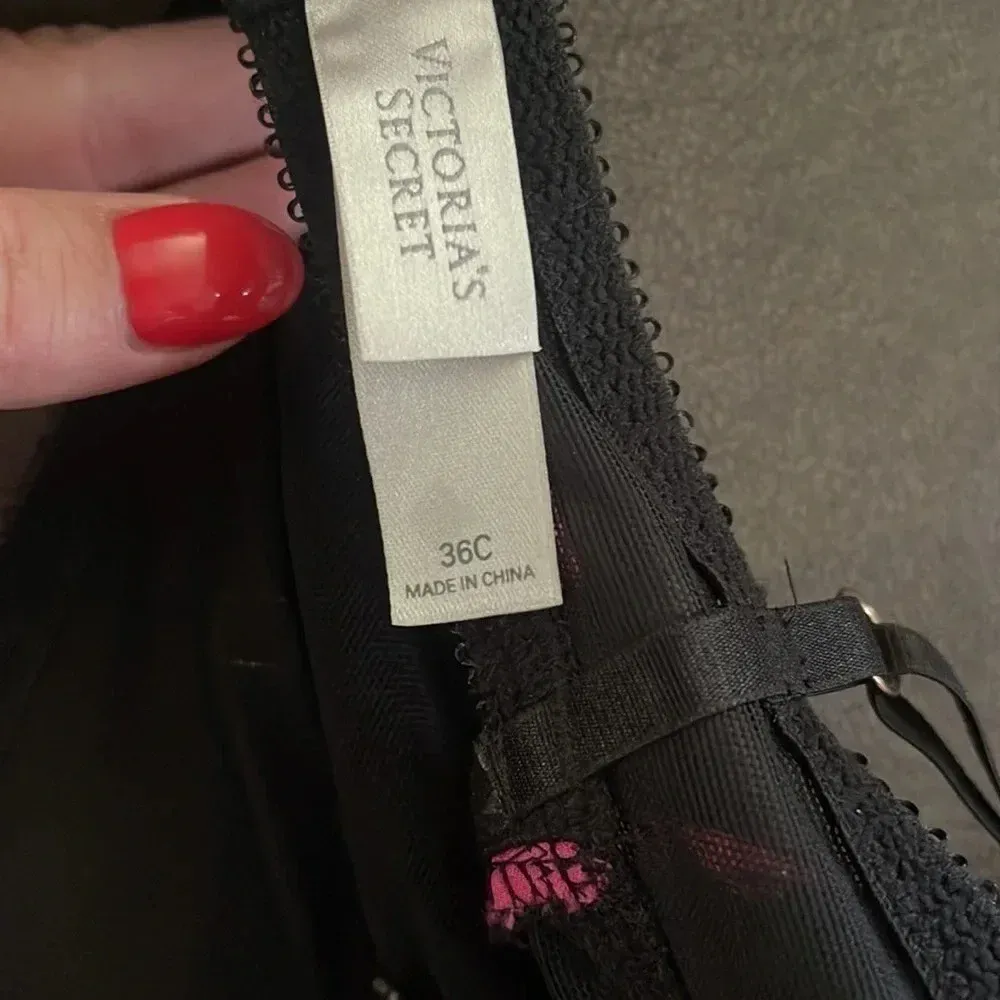 VICTORIA'S
SECRET
36C
MADE IN CHINA